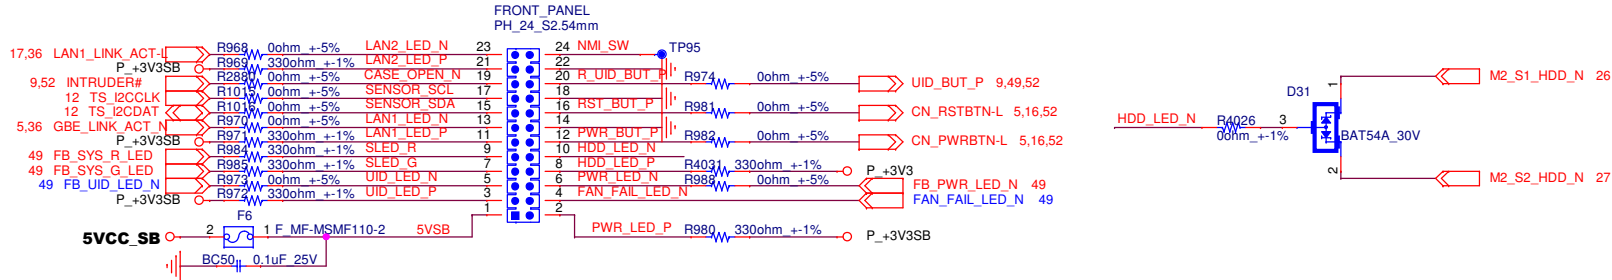 FRONT_PANEL
PH_24_S2.54mm
17,36 LAN1_LINK_ACT-L R968 0ohm_+-5% LAN2_LED_N 23 24 NMI_SW TP95
P_+3V3SB R969 330ohm_+-1% LAN2_LED_P 21 22
9,52 INTRUDER# R2880 0ohm_+-5% CASE_OPEN_N 19 20 R_UID_BUT_P R974 0ohm_+-5% UID_BUT_P 9,49,52
12 TS_I2CCLK R1015 0ohm_+-5% SENSOR_SCL 17 18
12 TS_I2CDAT R1016 0ohm_+-5% SENSOR_SDA 15 16 RST_BUT_P R981 0ohm_+-5% CN_RSTBTN-L 5,16,52
5,36 GBE_LINK_ACT_N R970 0ohm_+-5% LAN1_LED_N 13 14
P_+3V3SB R971 330ohm_+-1% LAN1_LED_P 11 12 PWR_BUT_P R982 0ohm_+-5% CN_PWRBTN-L 5,16,52
49 FB_SYS_R_LED R984 330ohm_+-1% SLED_R 9 10 HDD_LED_N
49 FB_SYS_G_LED R985 330ohm_+-1% SLED_G 7 8 HDD_LED_P R4031 330ohm_+-1% P_+3V3
49 FB_UID_LED_N R973 0ohm_+-5% UID_LED_N 5 6 PWR_LED_N R988 0ohm_+-5% FB_PWR_LED_N 49
P_+3V3SB R972 330ohm_+-1% UID_LED_P 3 4 FAN_FAIL_LED_N FAN_FAIL_LED_N 49
1 2
F6
5VCC_SB 2 1 F_MF-MSMF110-2 5VSB PWR_LED_P R980 330ohm_+-1% P_+3V3SB
BC50 0.1uF_25V
1 M2_S1_HDD_N 26
D31
HDD_LED_N R4026 3
0ohm_+-1% BAT54A_30V
2 M2_S2_HDD_N 27